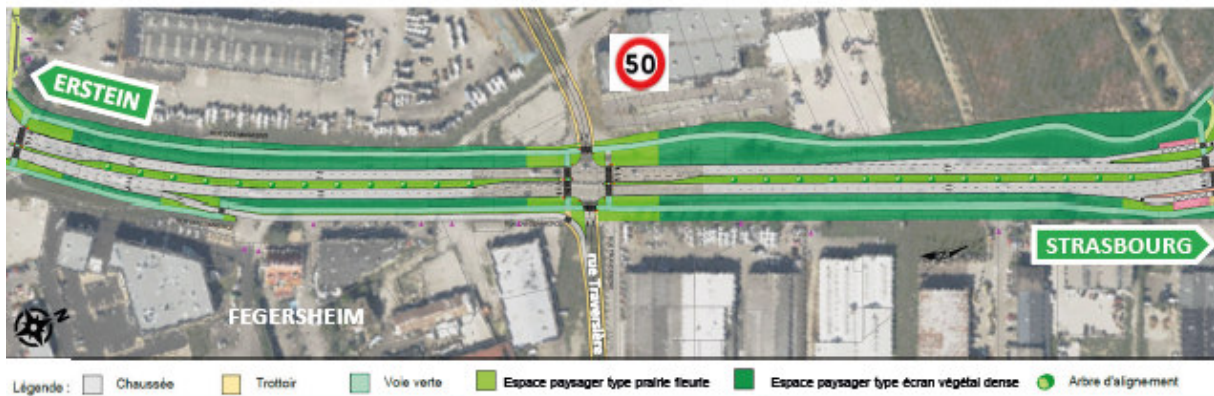 50
ERSTEIN
STRASBOURG
rue Traversière
FEGERSHEIM
N
Légende : Chaussée Trottoir Voie verte Espace paysager type prairie fleurie Espace paysager type écran végétal dense Arbre d'alignement